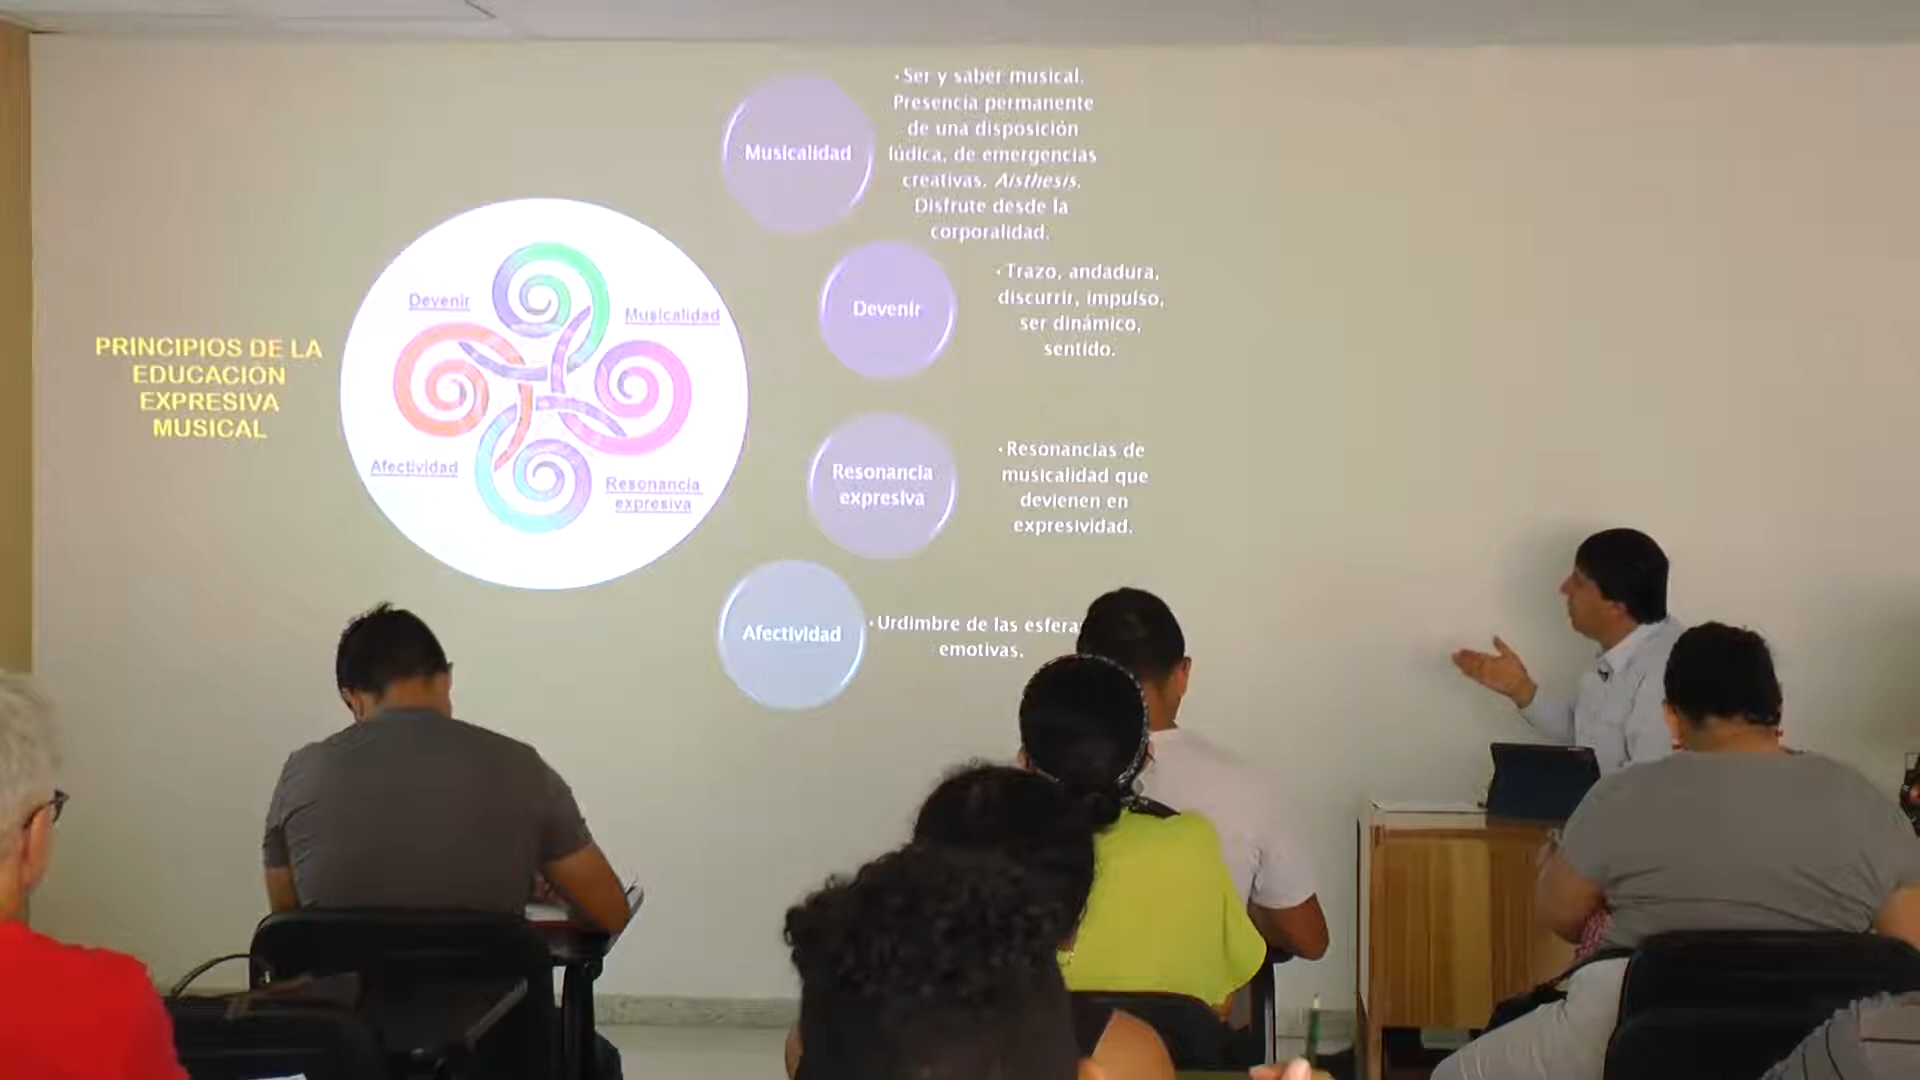 PRINCIPIOS DE LA
EDUCACIÓN
EXPRESIVA
MUSICAL
Devenir
Musicalidad
Afectividad
Resonancia
expresiva
Musicalidad
• Ser y saber musical.
Presencia permanente
de una disposición
lúdica, de emergencias
creativas. Aisthesis.
Disfrute desde la
corporalidad.
Devenir
• Trazo, andadura,
discurrir, impulso,
ser dinámico,
sentido.
Resonancia
expresiva
• Resonancias de
musicalidad que
devienen en
expresividad.
Afectividad
• Urdimbre de las esfera
emotivas.